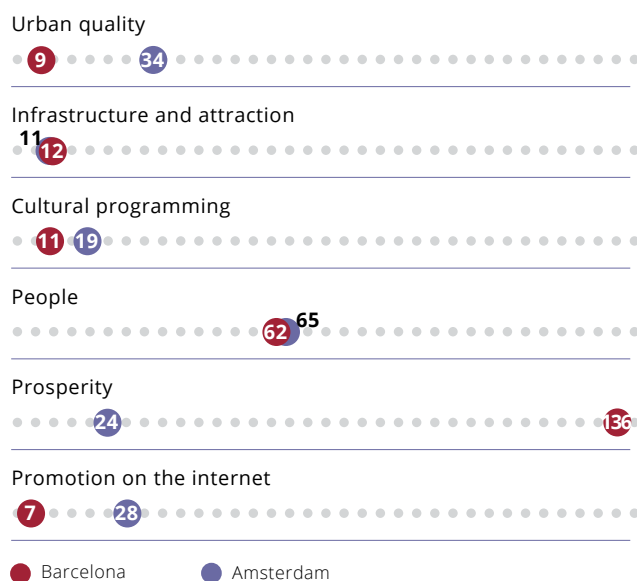 Urban quality
9 34
Infrastructure and attraction
11
12
Cultural programming
11 19
People
65
62
Prosperity
24 136
Promotion on the internet
7 28
Barcelona Amsterdam